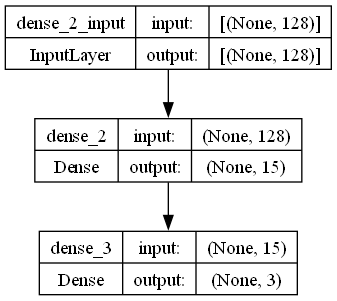 dense_2_input input: [(None, 128)]
InputLayer output: [(None, 128)]
dense_2 input: (None, 128)
Dense output: (None, 15)
dense_3 input: (None, 15)
Dense output: (None, 3)